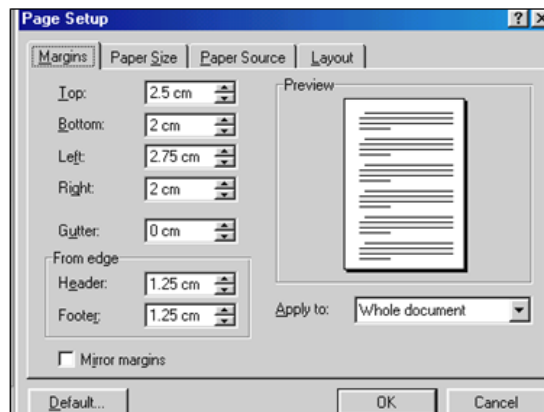 Page Setup
Margins Paper Size Paper Source Layout
Top: 2.5 cm
Bottom: 2 cm
Left: 2.75 cm
Right: 2 cm
Gutter: 0 cm
From edge
Header: 1.25 cm
Footer: 1.25 cm
Mirror margins
Preview
Apply to: Whole document
Default... OK Cancel